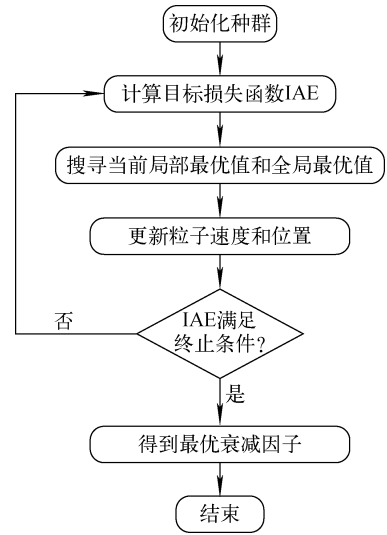 初始化种群
计算目标损失函数IAE
搜寻当前局部最优值和全局最优值
更新粒子速度和位置
IAE满足
终止条件?
否
是
得到最优衰减因子
结束